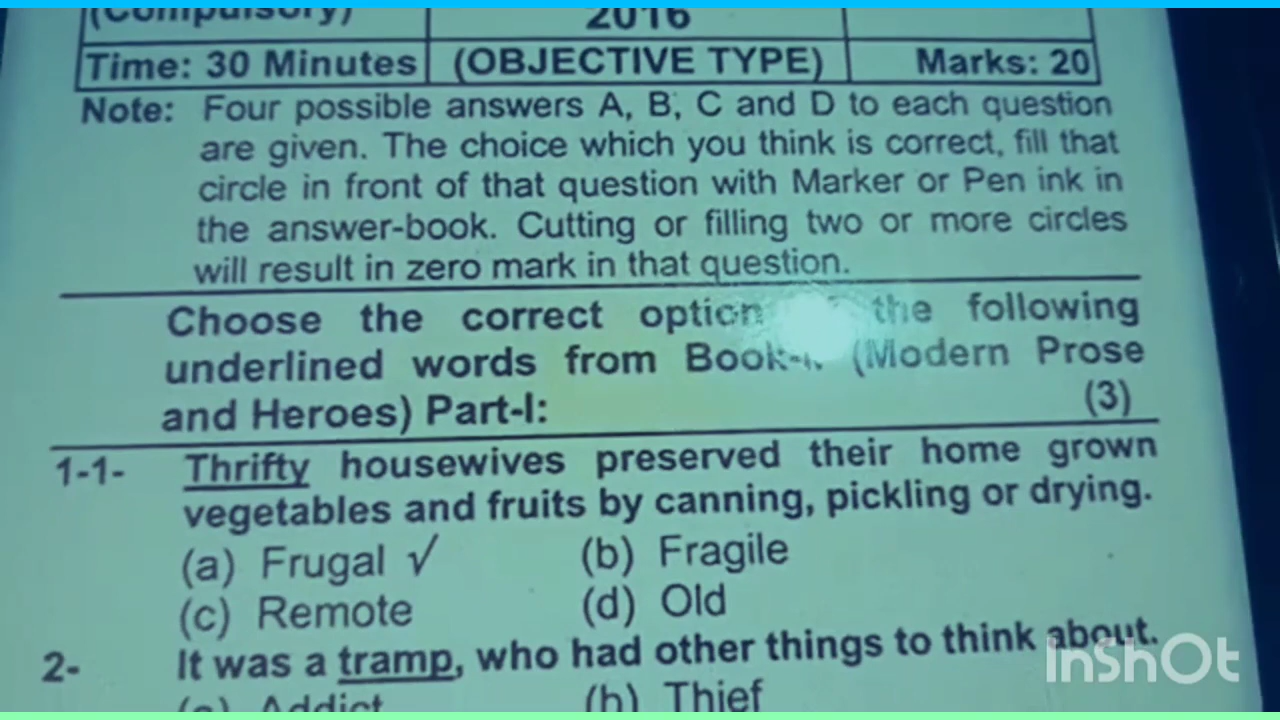 (Compulsory) 2016
Time: 30 Minutes (OBJECTIVE TYPE) Marks: 20
Note: Four possible answers A, B, C and D to each question
are given. The choice which you think is correct, fill that
circle in front of that question with Marker or Pen ink in
the answer-book. Cutting or filling two or more circles
will result in zero mark in that question.
Choose the correct option the following
underlined words from (Modern Prose
and Heroes) Part-I: (3)
1-1- Thrifty housewives preserved their home grown
vegetables and fruits by canning, pickling or drying.
(a) Frugal √ (b) Fragile
(c) Remote (d) Old
2- It was a tramp, who had other things to think about.
(a) Addict (b) Thief
InShOt